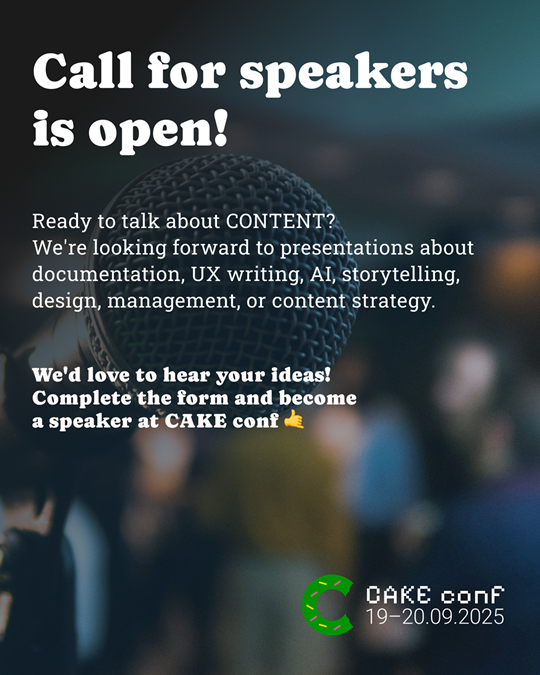 Call for speakers
is open!
Ready to talk about CONTENT?
We're looking forward to presentations about
documentation, UX writing, AI, storytelling,
design, management, or content strategy.
We'd love to hear your ideas!
Complete the form and become
a speaker at CAKE conf 🤙
CAKE conf
19–20.09.2025